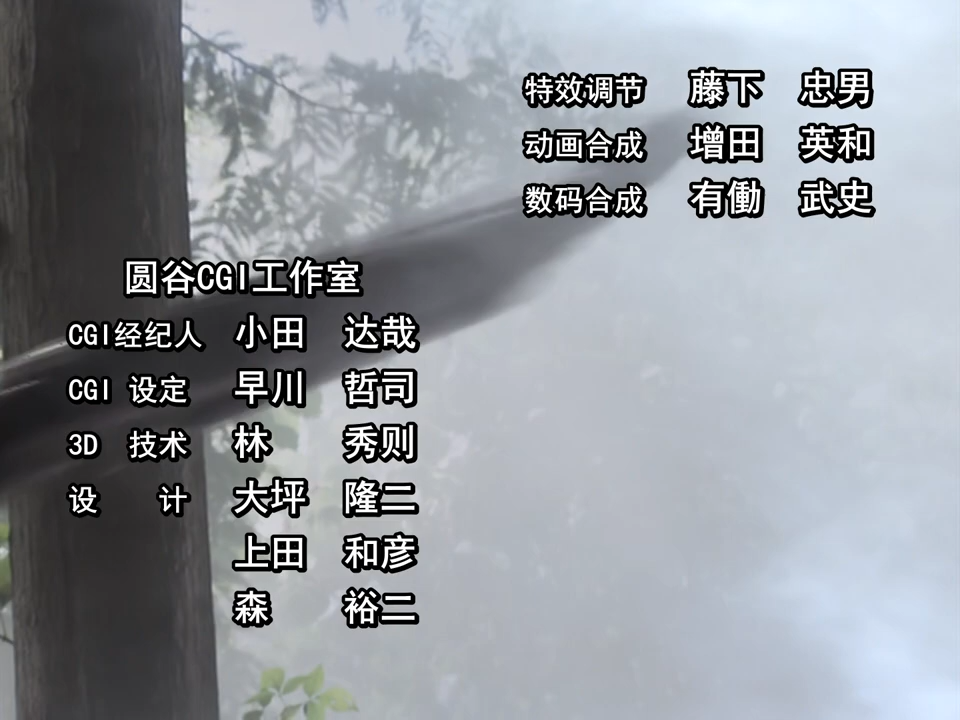 特效调节 藤下 忠男
动画合成 增田 英和
数码合成 有働 武史
圆谷CGI工作室
CGI经纪人 小田 达哉
CGI 设定 早川 哲司
3D 技术 林 秀则
设 计 大坪 隆二
上田 和彦
森 裕二